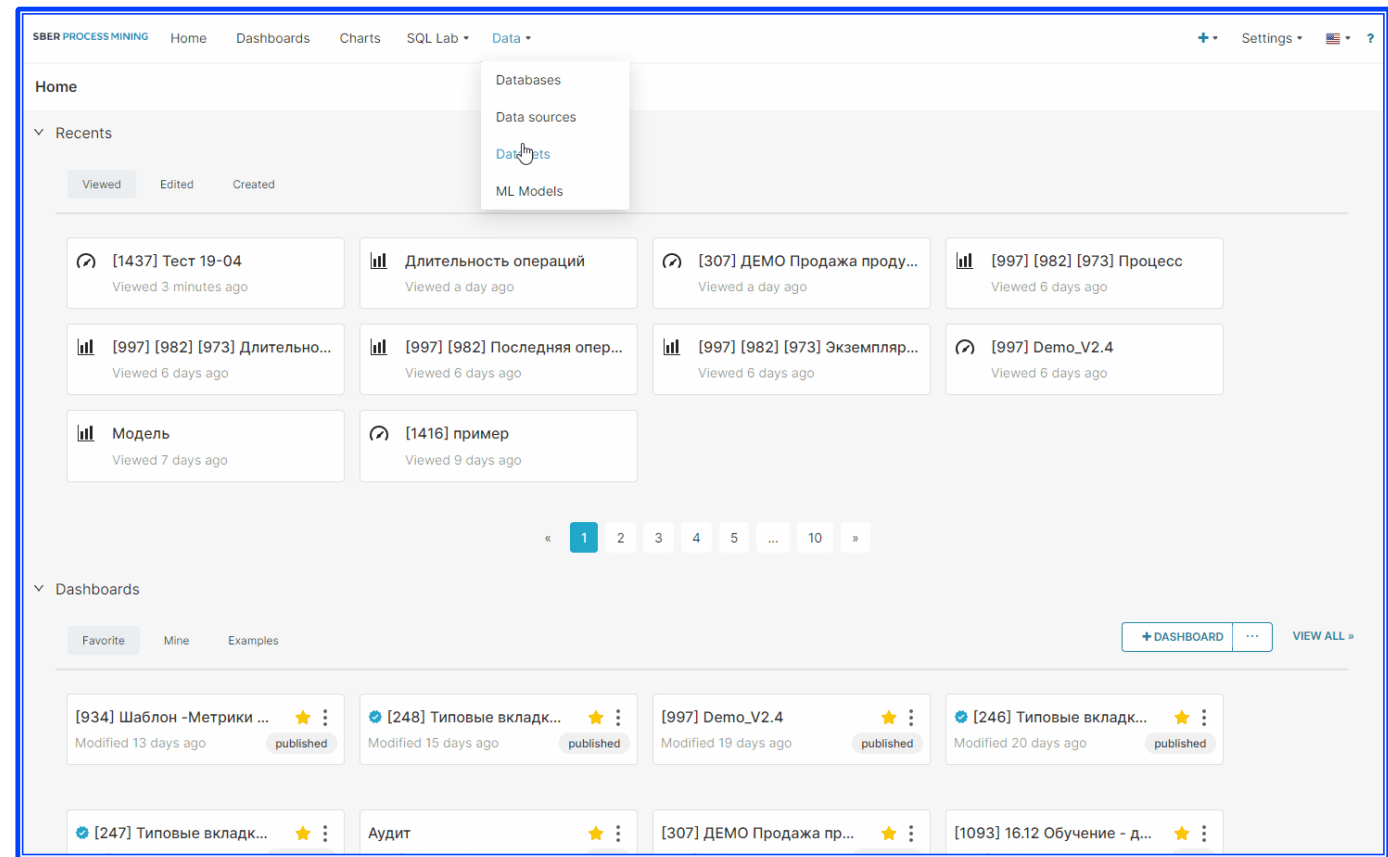 SBER PROCESS MINING Home Dashboards Charts SQL Lab Data Settings ?
Databases
Home
Data sources
Recents
Datasets
Viewed Edited Created
ML Models
[1437] Тест 19-04 Длительность операций [307] ДЕМО Продажа проду... [997] [982] [973] Процесс
Viewed 3 minutes ago Viewed a day ago Viewed a day ago Viewed 6 days ago
[997] [982] [973] Длительно... [997] [982] Последняя опер... [997] [982] [973] Экземпляр... [997] Demo_V2.4
Viewed 6 days ago Viewed 6 days ago Viewed 6 days ago Viewed 6 days ago
Модель [1416] пример
Viewed 7 days ago Viewed 9 days ago
« 1 2 3 4 5 ... 10 »
Dashboards
Favorite Mine Examples + DASHBOARD ... VIEW ALL »
[934] Шаблон -Метрики ... [248] Типовые вкладк... [997] Demo_V2.4 [246] Типовые вкладк...
Modified 13 days ago published Modified 15 days ago published Modified 19 days ago published Modified 20 days ago published
[247] Типовые вкладк... Аудит [307] ДЕМО Продажа пр... [1093] 16.12 Обучение - д...